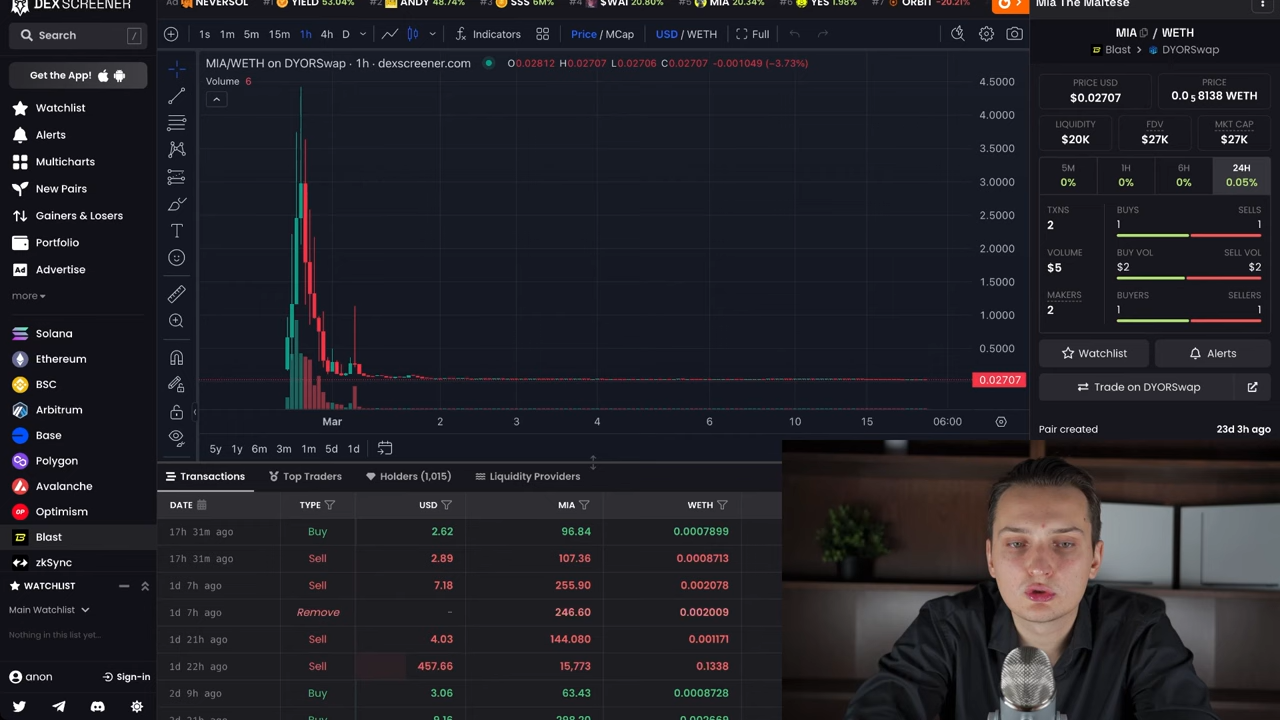 DEX SCREENER
Search /
Get the App!
Watchlist
Alerts
Multicharts
New Pairs
Gainers & Losers
Portfolio
Ad Advertise
more
Solana
Ethereum
BSC
Arbitrum
Base
Polygon
Avalanche
OP Optimism
Blast
zkSync
WATCHLIST
Main Watchlist
Nothing in this list yet...
anon Sign-in
Ad NEVERSOL #1 YIELD 53.04% #2 ANDY 48.74% #3 SSS 6M% #4 $WAI 20.80% #5 MIA 20.34% #6 YES 1.98% #7 ORBIT -20.21%
1s 1m 5m 15m 1h 4h D Indicators Price / MCap USD / WETH Full
MIA/WETH on DYORSwap · 1h · dexscreener.com O0.02812 H0.02707 L0.02706 C0.02707 -0.001049 (−3.73%)
Volume 6
4.5000
4.0000
3.5000
3.0000
2.5000
2.0000
1.5000
1.0000
0.5000
0.02707
Mar 2 3 4 6 10 15 06:00
5y 1y 6m 3m 1m 5d 1d
Transactions Top Traders Holders (1,015) Liquidity Providers
DATE TYPE USD MIA WETH
17h 31m ago Buy 2.62 96.84 0.0007899
17h 31m ago Sell 2.89 107.36 0.0008713
1d 7h ago Sell 7.18 255.90 0.002078
1d 7h ago Remove - 246.60 0.002009
1d 21h ago Sell 4.03 144.080 0.001171
1d 22h ago Sell 457.66 15,773 0.1338
2d 9h ago Buy 3.06 63.43 0.0008728
Mia The Maltese
MIA / WETH
Blast > DYORSwap
PRICE USD PRICE
$0.02707 0.0₅8138 WETH
LIQUIDITY FDV MKT CAP
$20K $27K $27K
5M 1H 6H 24H
0% 0% 0% 0.05%
TXNS BUYS SELLS
2 1 1
VOLUME BUY VOL SELL VOL
$5 $2 $2
MAKERS BUYERS SELLERS
2 1 1
Watchlist Alerts
Trade on DYORSwap
Pair created 23d 3h ago